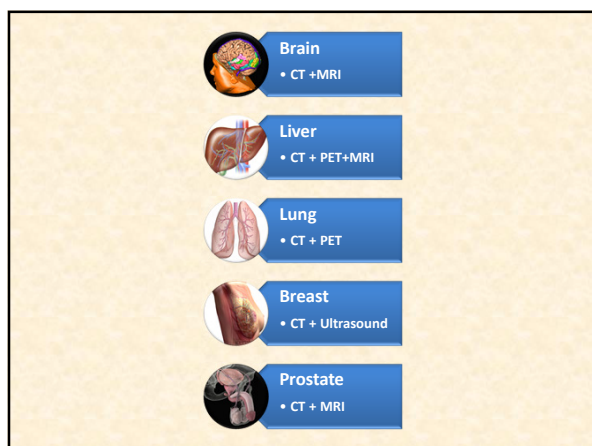 Brain
• CT +MRI
Liver
• CT + PET+MRI
Lung
• CT + PET
Breast
• CT + Ultrasound
Prostate
• CT + MRI